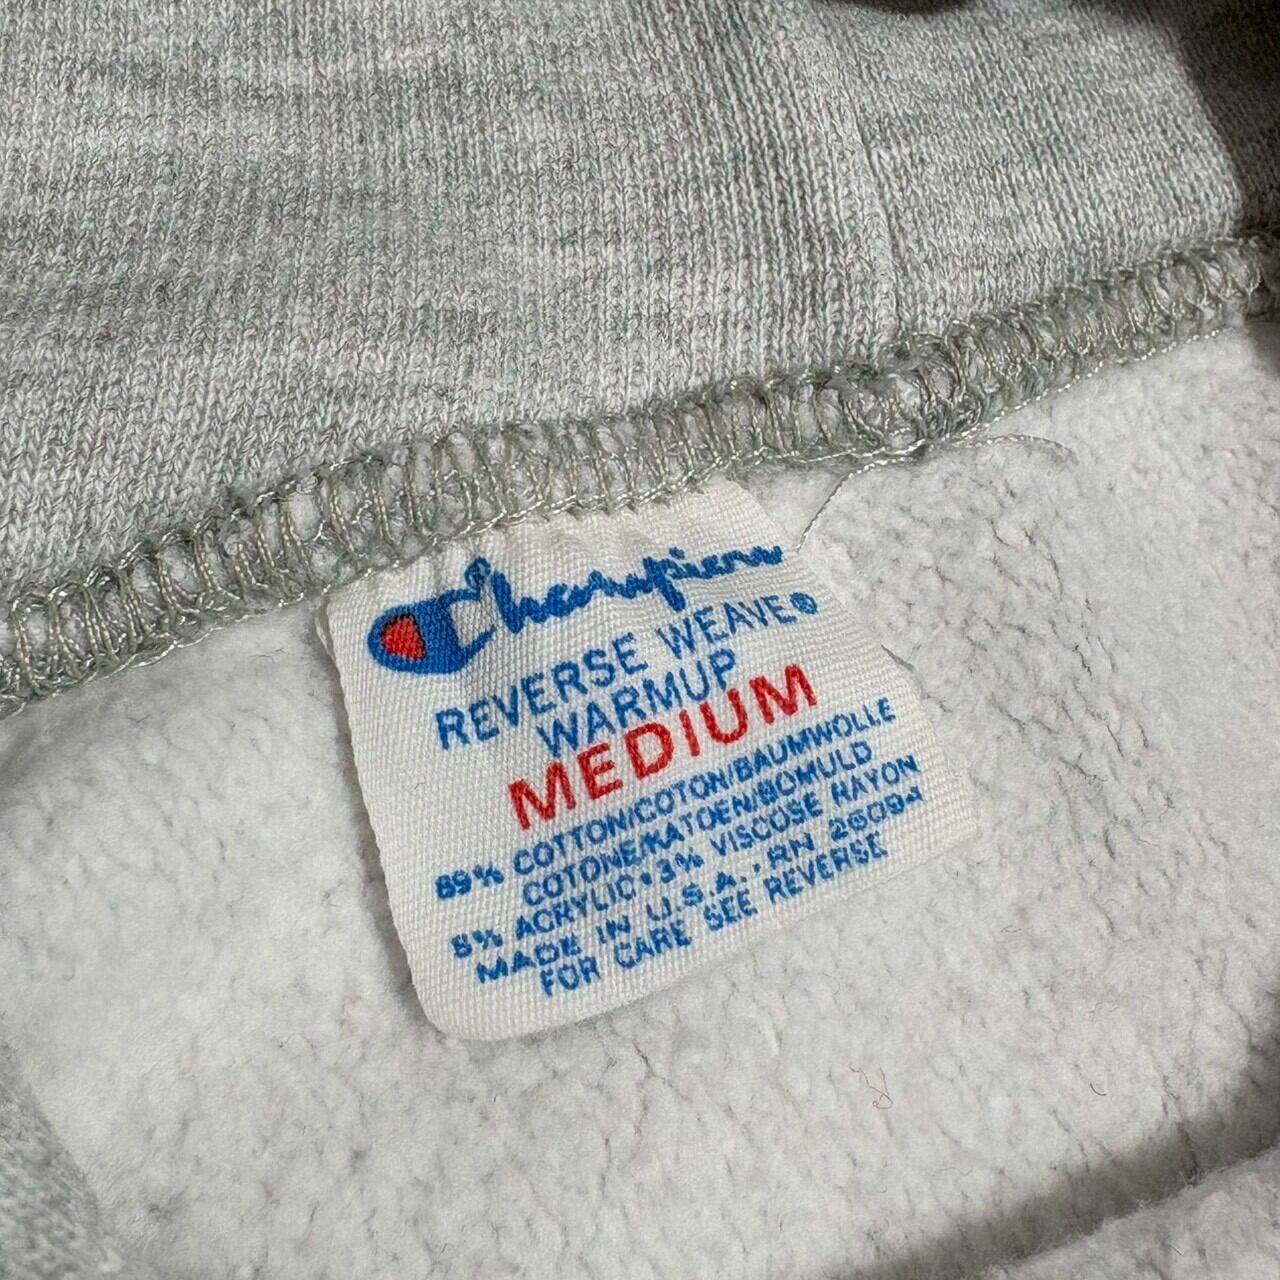 Champion
REVERSE WEAVE®
WARMUP
MEDIUM
89% COTTON/COTON/BAUMWOLLE
COTONE/KATOEN/BOMULD
8% ACRYLIC • 3% VISCOSE RAYON
MADE IN U.S.A. • RN 26094
FOR CARE SEE REVERSE